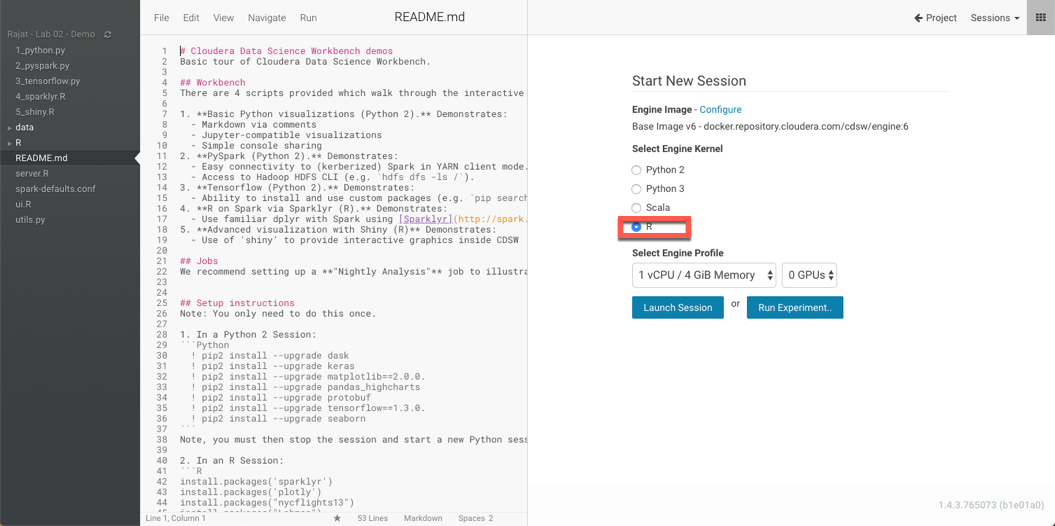 File Edit View Navigate Run
README.md
Project Sessions
Rajat - Lab 02 - Demo
1_python.py
2_pyspark.py
3_tensorflow.py
4_sparklyr.R
5_shiny.R
data
R
README.md
server.R
spark-defaults.conf
ui.R
utils.py
1 # Cloudera Data Science Workbench demos
2 Basic tour of Cloudera Data Science Workbench.
3
4 ## Workbench
5 There are 4 scripts provided which walk through the interactive
6
7 1. **Basic Python visualizations (Python 2).** Demonstrates:
8 - Markdown via comments
9 - Jupyter-compatible visualizations
10 - Simple console sharing
11 2. **PySpark (Python 2).** Demonstrates:
12 - Easy connectivity to (kerberized) Spark in YARN client mode.
13 - Access to Hadoop HDFS CLI (e.g. `hdfs dfs -ls /`).
14 3. **Tensorflow (Python 2).** Demonstrates:
15 - Ability to install and use custom packages (e.g. `pip search
16 4. **R on Spark via Sparklyr (R).** Demonstrates:
17 - Use familiar dplyr with Spark using [Sparklyr](http://spark.
18 5. **Advanced visualization with Shiny (R)** Demonstrates:
19 - Use of 'shiny' to provide interactive graphics inside CDSW
20
21 ## Jobs
22 We recommend setting up a **"Nightly Analysis"** job to illustra
23
24
25 ## Setup instructions
26 Note: You only need to do this once.
27
28 1. In a Python 2 Session:
29 ```Python
30 ! pip2 install --upgrade dask
31 ! pip2 install --upgrade keras
32 ! pip2 install --upgrade matplotlib==2.0.0.
33 ! pip2 install --upgrade pandas_highcharts
34 ! pip2 install --upgrade protobuf
35 ! pip2 install --upgrade tensorflow==1.3.0.
36 ! pip2 install --upgrade seaborn
37 ```
38 Note, you must then stop the session and start a new Python sess
39
40 2. In an R Session:
41 ```R
42 install.packages('sparklyr')
43 install.packages('plotly')
44 install.packages("nycflights13")
Line 1, Column 1 ★ 53 Lines Markdown Spaces 2
Start New Session
Engine Image - Configure
Base Image v6 - docker.repository.cloudera.com/cdsw/engine:6
Select Engine Kernel
Python 2
Python 3
Scala
R
Select Engine Profile
1 vCPU / 4 GiB Memory 0 GPUs
Launch Session or Run Experiment..
1.4.3.765073 (b1e01a0)